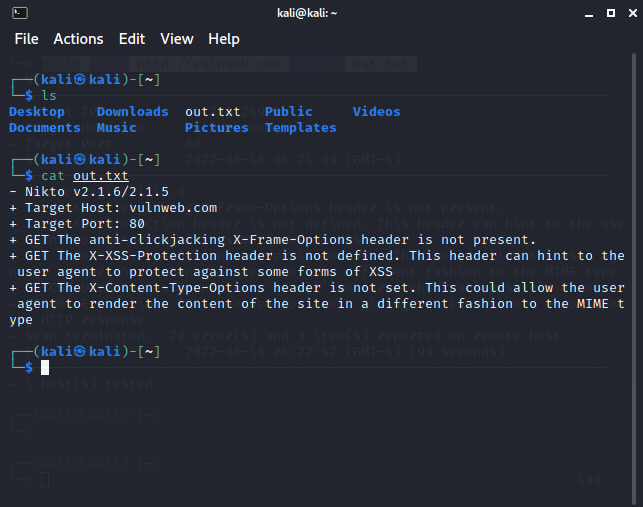 kali@kali: ~
File Actions Edit View Help
┌──(kali㉿kali)-[~]
└─$ ls
Desktop Downloads out.txt Public Videos
Documents Music Pictures Templates
┌──(kali㉿kali)-[~]
└─$ cat out.txt
- Nikto v2.1.6/2.1.5
+ Target Host: vulnweb.com
+ Target Port: 80
+ GET The anti-clickjacking X-Frame-Options header is not present.
+ GET The X-XSS-Protection header is not defined. This header can hint to the
user agent to protect against some forms of XSS
+ GET The X-Content-Type-Options header is not set. This could allow the user
agent to render the content of the site in a different fashion to the MIME t
ype
┌──(kali㉿kali)-[~]
└─$